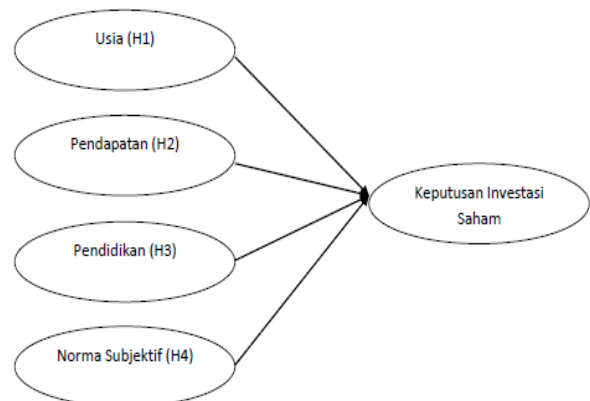 Usia (H1)
Pendapatan (H2)
Pendidikan (H3)
Norma Subjektif (H4)
Keputusan Investasi
Saham